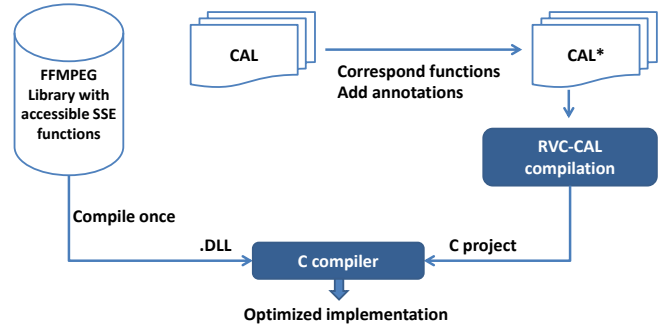 FFMPEG
Library with
accessible SSE
functions
CAL
Correspond functions
Add annotations
CAL*
RVC-CAL
compilation
Compile once
.DLL
C compiler
C project
Optimized implementation